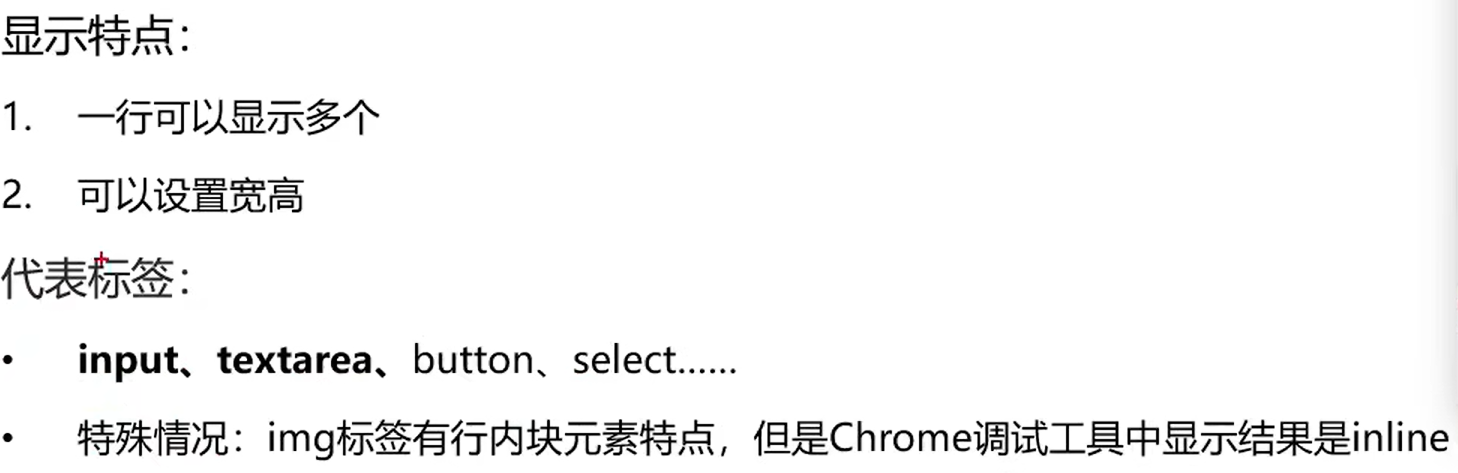 显示特点：
1. 一行可以显示多个
2. 可以设置宽高
代表标签：
• input、textarea、button、select……
• 特殊情况：img标签有行内块元素特点，但是Chrome调试工具中显示结果是inline